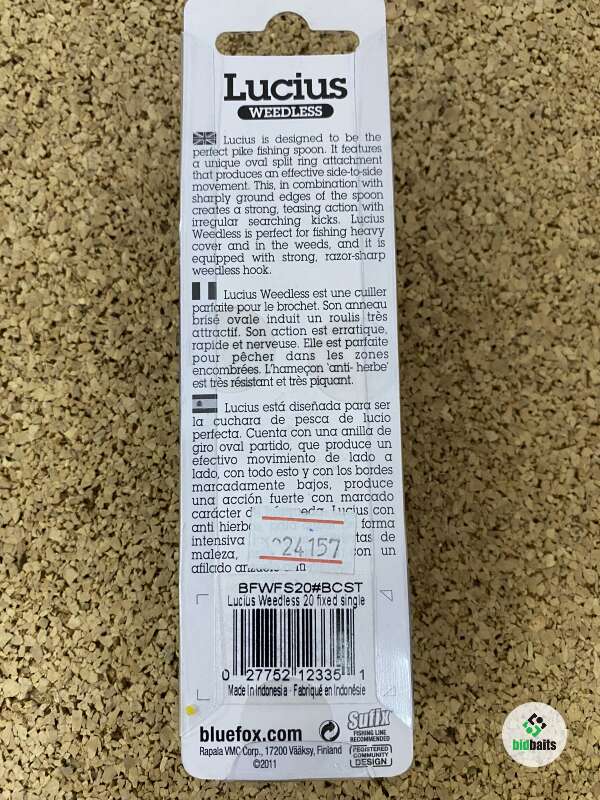 Lucius
WEEDLESS
Lucius is designed to be the
perfect pike fishing spoon. It features
a unique oval split ring attachment
that produces an effective side-to-side
movement. This, in combination with
sharply ground edges of the spoon
creates a strong, teasing action with
irregular searching kicks. Lucius
Weedless is perfect for fishing heavy
cover and in the weeds, and it is
equipped with strong, razor-sharp
weedless hook.
Lucius Weedless est une cuiller
parfaite pour le brochet. Son anneau
brisé ovale induit un roulis très
attractif. Son action est erratique,
rapide et nerveuse. Elle est parfaite
pour pêcher dans les zones
encombrées. L'hameçon 'anti- herbe'
est très résistant et très piquant.
Lucius está diseñada para ser
la cuchara de pesca de lucio
perfecta. Cuenta con una anilla de
giro oval partido, que produce un
efectivo movimiento de lado a
lado, con todo esto y con los bordes
marcadamente bajos, produce
una acción fuerte con marcado
carácter Lucius con
anti forma
intensiva
maleza, con un
afilado
224157
BFWFS20#BCST
Lucius Weedless 20 fixed single
0 27752 12335 1
Made in Indonesia · Fabriqué en Indonésie
bluefox.com
Rapala VMC Corp., 17200 Vääksy, Finland
©2011
Sufix
FISHING LINE
RECOMMENDED
REGISTERED
COMMUNITY
DESIGN
bidbaits